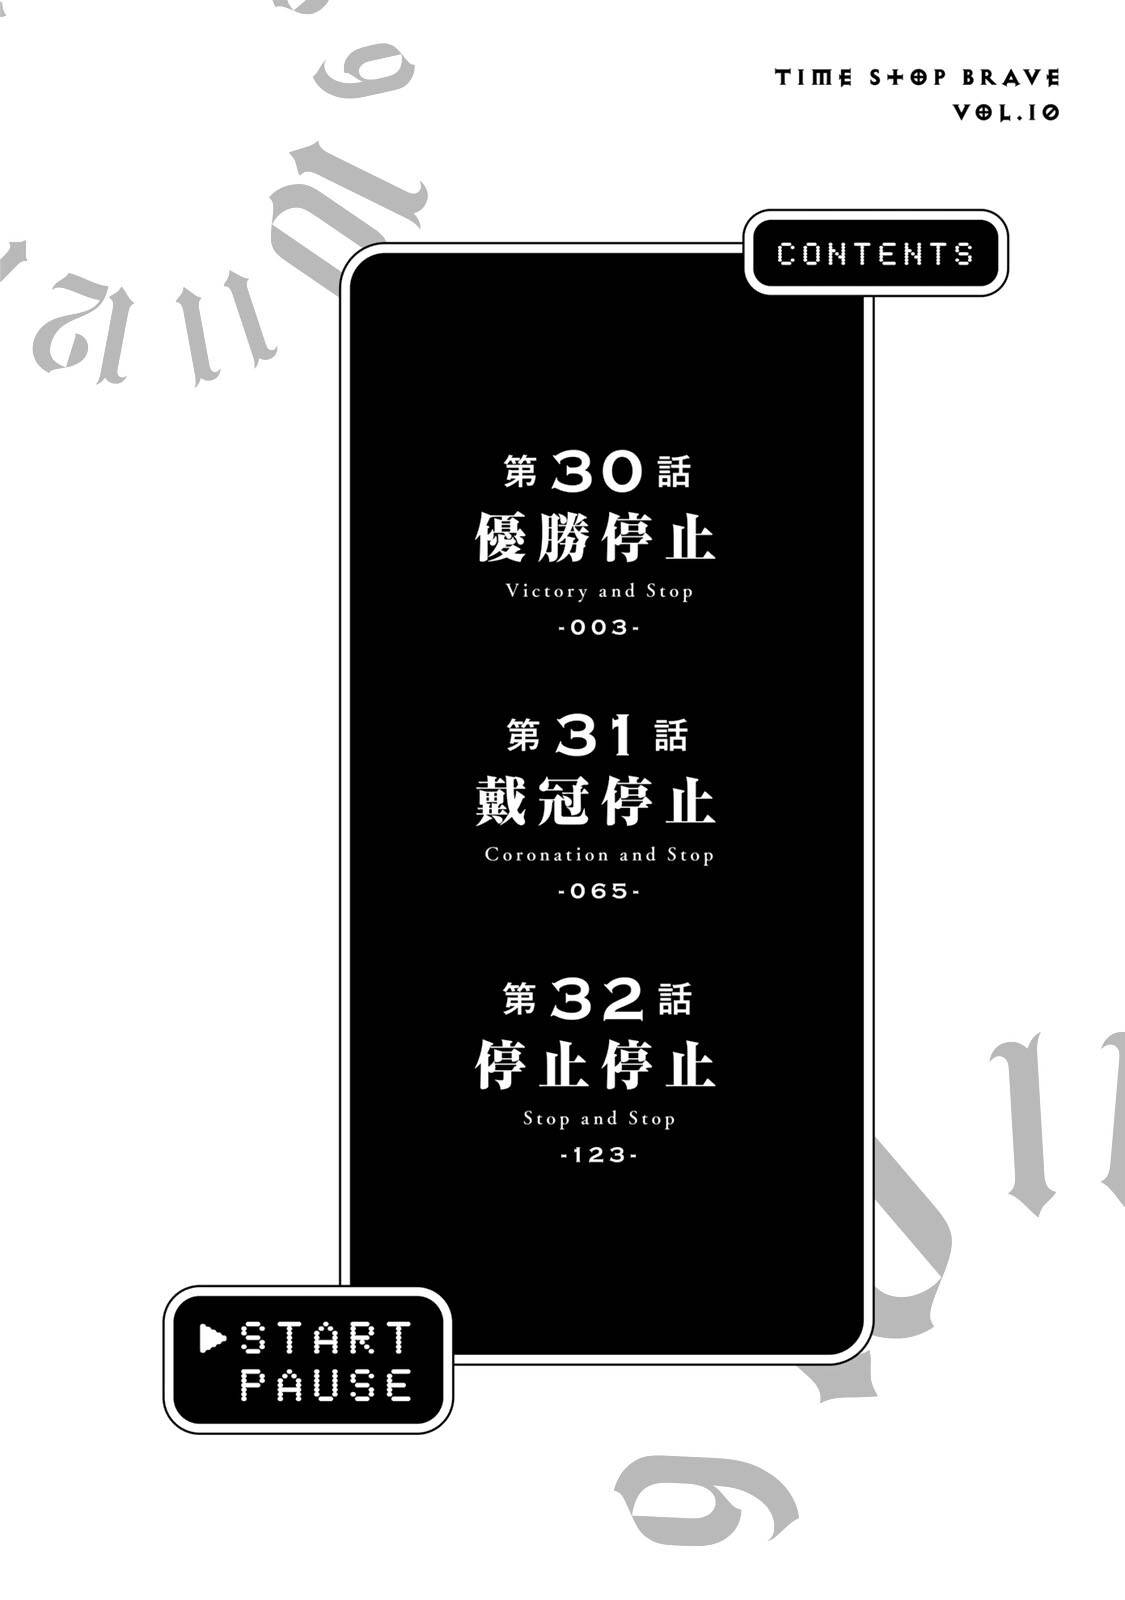 TIME STOP BRAVE
VOL.10
CONTENTS
第30話
優勝停止
Victory and Stop
-003-
第31話
戴冠停止
Coronation and Stop
-065-
第32話
停止停止
Stop and Stop
-123-
▶START
PAUSE